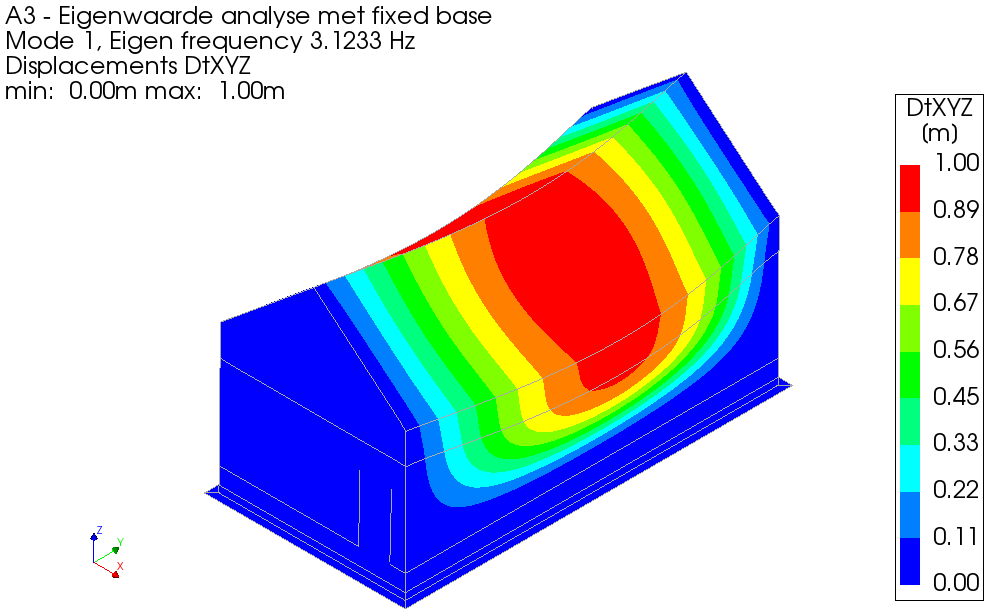 A3 - Eigenwaarde analyse met fixed base
Mode 1, Eigen frequency 3.1233 Hz
Displacements DtXYZ
min: 0.00m max: 1.00m
DtXYZ
(m)
1.00
0.89
0.78
0.67
0.56
0.45
0.33
0.22
0.11
0.00
Z
Y
X